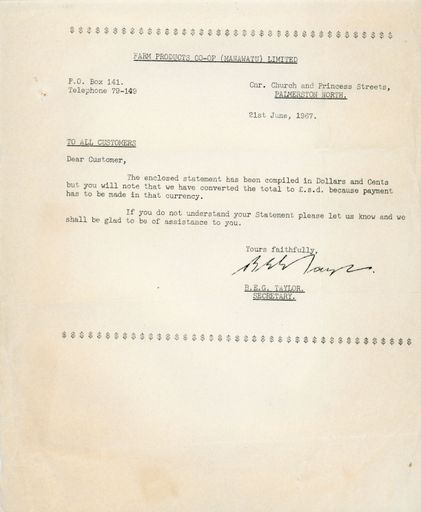 $ $ $ $ $ $ $ $ $ $ $ $ $ $ $ $ $ $ $ $ $ $ $ $ $ $ $ $ $ $ $ $ $ $ $ $ $ $
FARM PRODUCTS CO-OP (MANAWATU) LIMITED
P.O. Box 141.
Telephone 79-149
Cnr. Church and Princess Streets,
PALMERSTON NORTH.
21st June, 1967.
TO ALL CUSTOMERS
Dear Customer,
The enclosed statement has been compiled in Dollars and Cents
but you will note that we have converted the total to £.s.d. because payment
has to be made in that currency.
If you do not understand your Statement please let us know and we
shall be glad to be of assistance to you.
Yours faithfully,
B.E.G. Taylor.
B.E.G. TAYLOR.
SECRETARY.
$ $ $ $ $ $ $ $ $ $ $ $ $ $ $ $ $ $ $ $ $ $ $ $ $ $ $ $ $ $ $ $ $ $ $ $ $ $ $ $